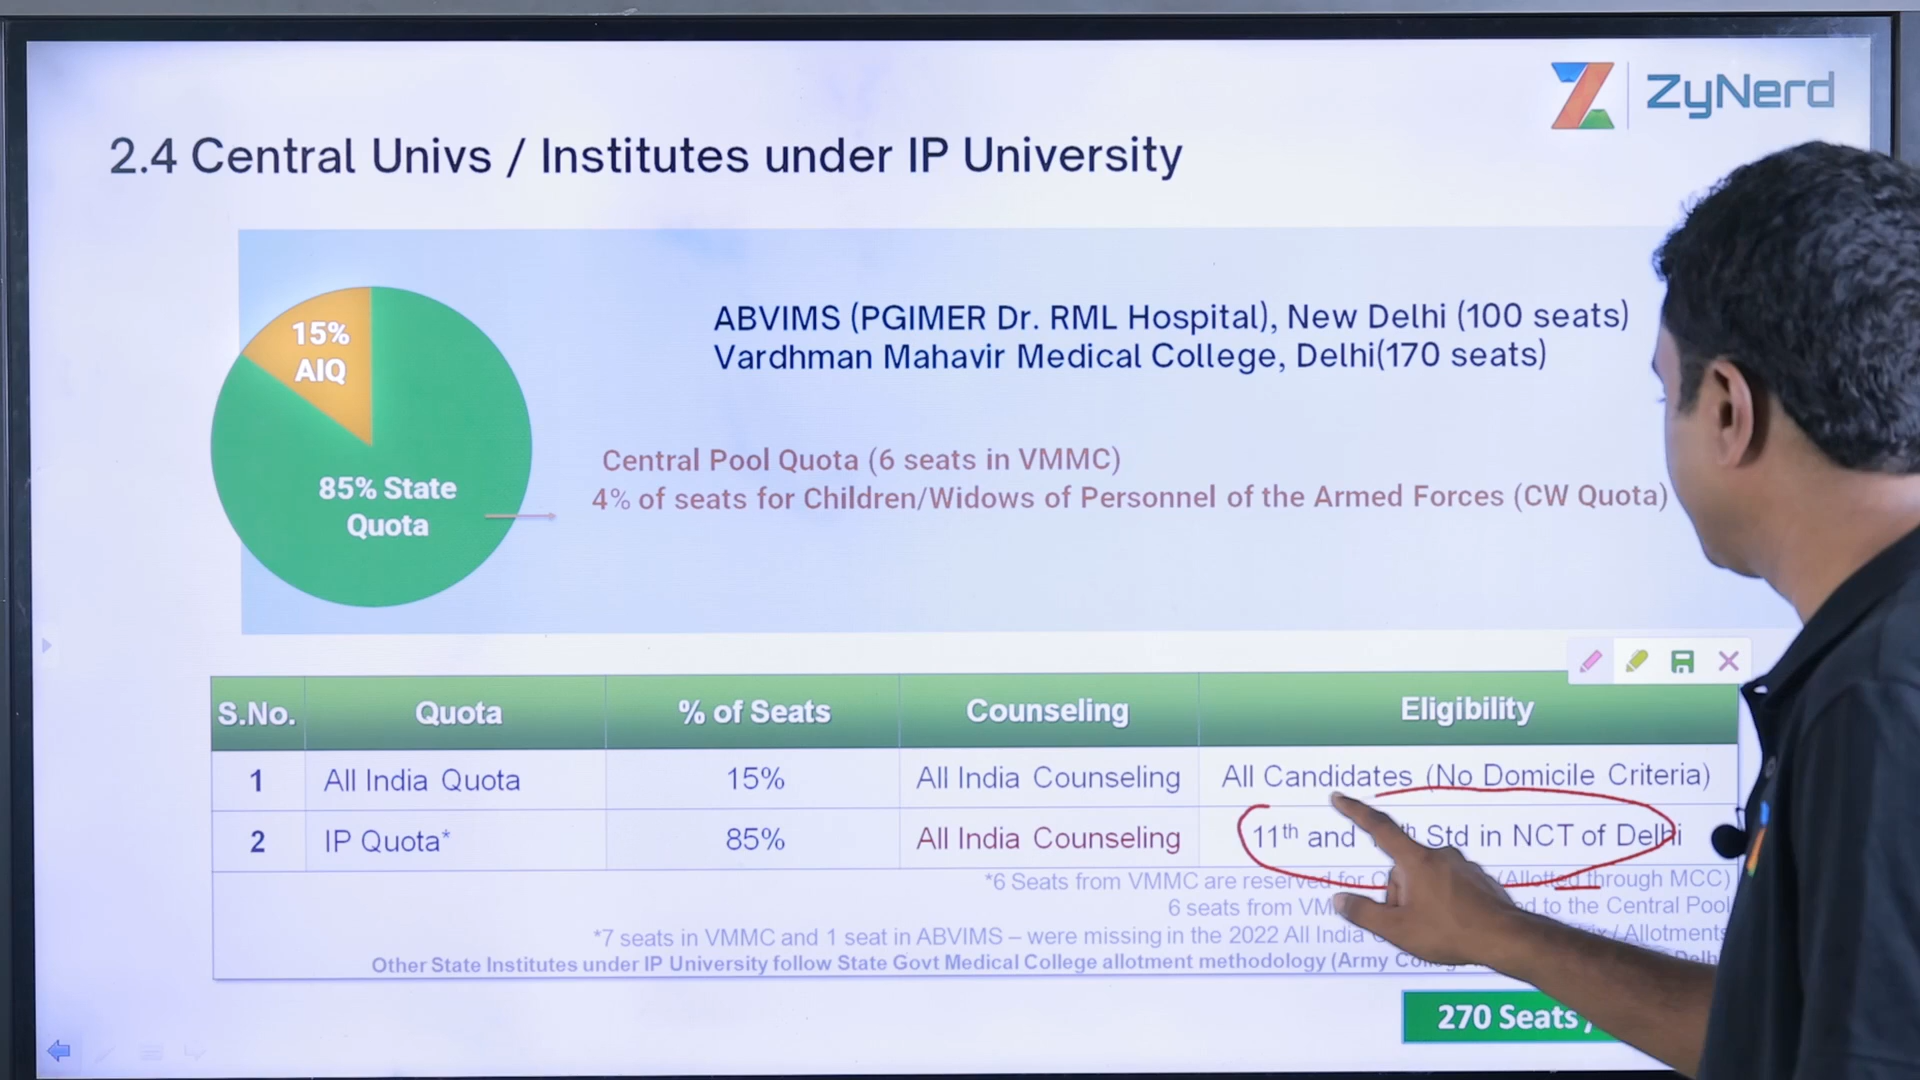 ZyNerd
2.4 Central Univs / Institutes under IP University
15%
AIQ
85% State
Quota
ABVIMS (PGIMER Dr. RML Hospital), New Delhi (100 seats)
Vardhman Mahavir Medical College, Delhi(170 seats)
Central Pool Quota (6 seats in VMMC)
4% of seats for Children/Widows of Personnel of the Armed Forces (CW Quota)
S.No. Quota % of Seats Counseling Eligibility
1 All India Quota 15% All India Counseling All Candidates (No Domicile Criteria)
2 IP Quota* 85% All India Counseling 11th and Std in NCT of Delhi
*6 Seats from VMMC are reserved for (Allotted through MCC)
6 seats from to the Central Pool
*7 seats in VMMC and 1 seat in ABVIMS – were missing in the 2022 All India / Allotments
Other State Institutes under IP University follow State Govt Medical College allotment methodology (Army
270 Seats